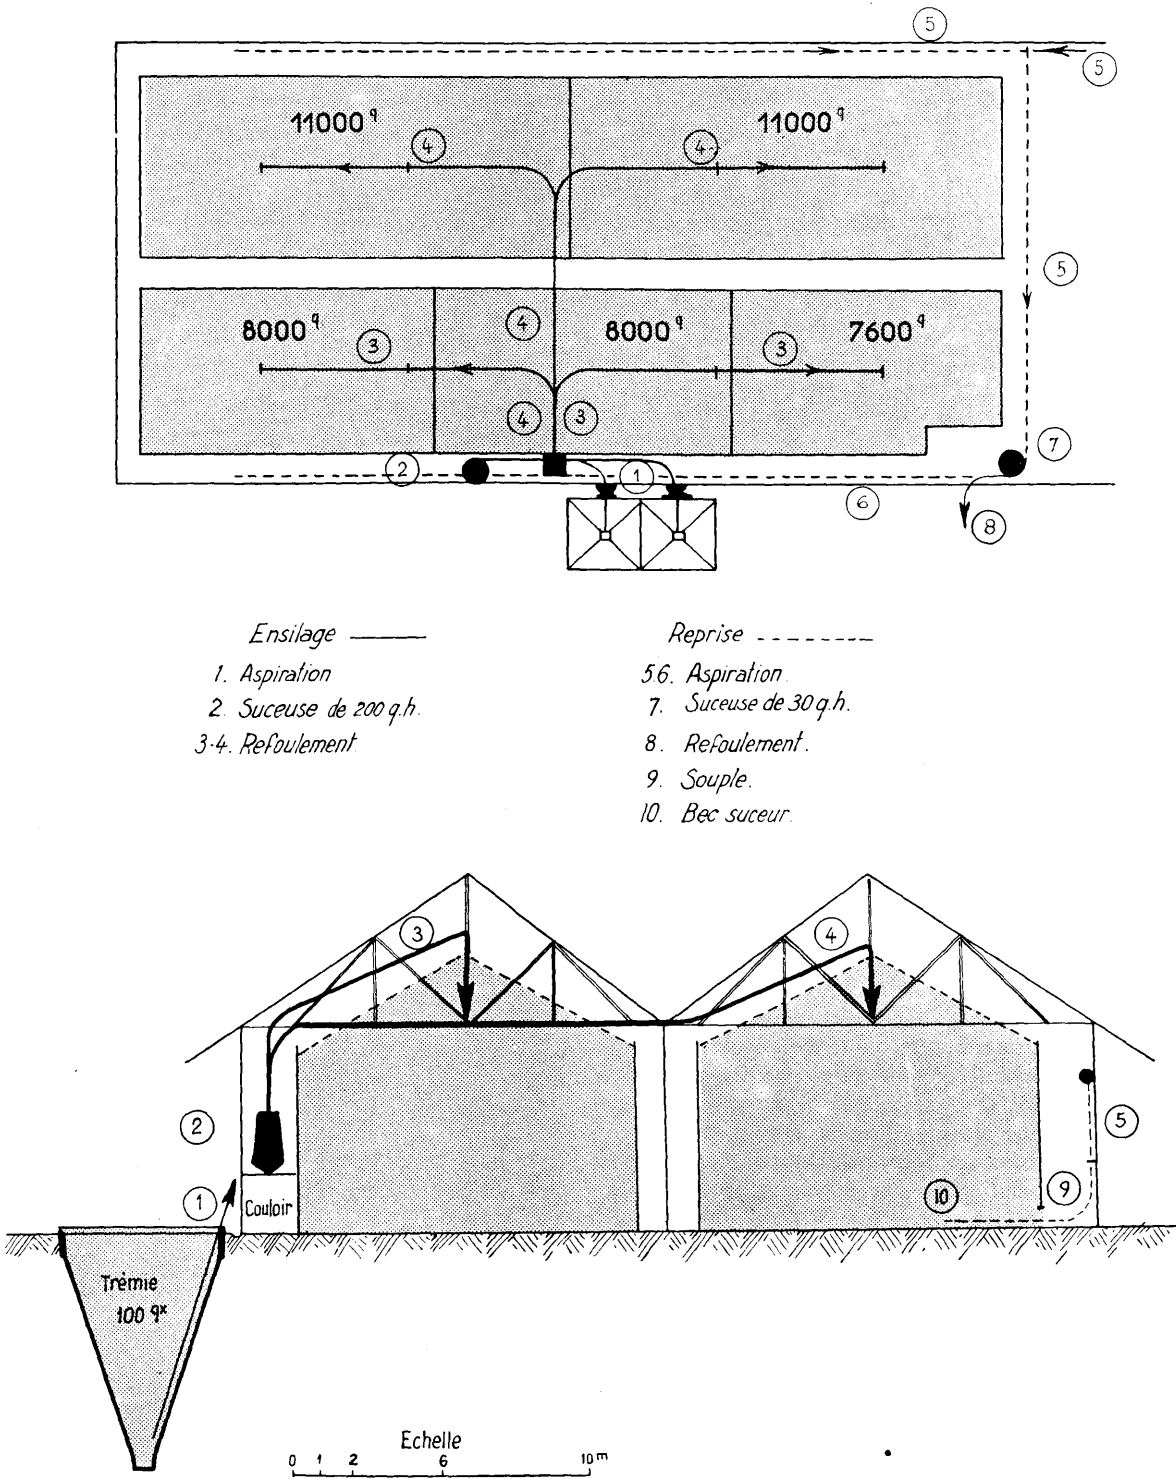 5
5
11000 q
11000 q
4
4
5
8000 q
4
8000 q
7600 q
3
3
4
3
7
2
1
6
8
Ensilage
1. Aspiration
2. Suceuse de 200 q.h.
3-4. Refoulement
Reprise
5.6. Aspiration
7. Suceuse de 30 q.h.
8. Refoulement.
9. Souple.
10. Bec suceur.
3
4
2
5
1
Couloir
10
9
Trémie
100 qx
Echelle
0 1 2 6 10 m